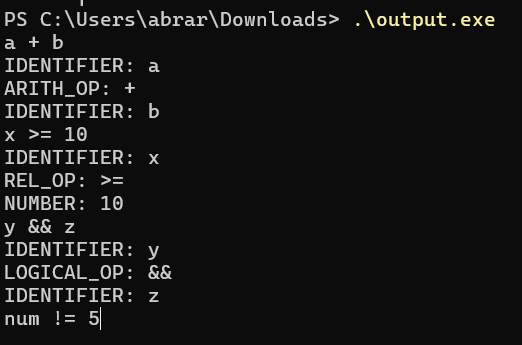 PS C:\Users\abrar\Downloads> .\output.exe
a + b
IDENTIFIER: a
ARITH_OP: +
IDENTIFIER: b
x >= 10
IDENTIFIER: x
REL_OP: >=
NUMBER: 10
y && z
IDENTIFIER: y
LOGICAL_OP: &&
IDENTIFIER: z
num != 5